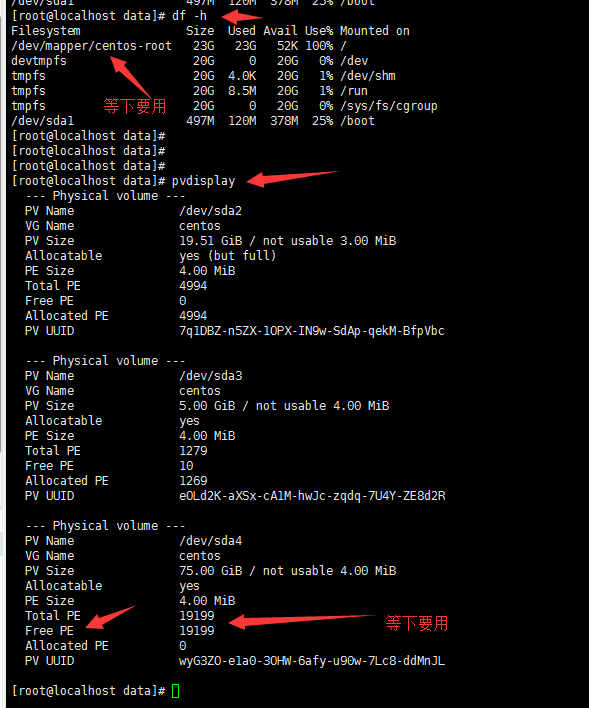 /dev/sda1 497M 120M 378M 25% /boot
[root@localhost data]# df -h
Filesystem Size Used Avail Use% Mounted on
/dev/mapper/centos-root 23G 23G 52K 100% /
devtmpfs 20G 0 20G 0% /dev
tmpfs 20G 4.0K 20G 1% /dev/shm
tmpfs 20G 8.5M 20G 1% /run
tmpfs 20G 0 20G 0% /sys/fs/cgroup
等下要用
/dev/sda1 497M 120M 378M 25% /boot
[root@localhost data]#
[root@localhost data]#
[root@localhost data]#
[root@localhost data]# pvdisplay
--- Physical volume ---
PV Name /dev/sda2
VG Name centos
PV Size 19.51 GiB / not usable 3.00 MiB
Allocatable yes (but full)
PE Size 4.00 MiB
Total PE 4994
Free PE 0
Allocated PE 4994
PV UUID 7q1DBZ-n5ZX-1OPX-IN9w-SdAp-qekM-BfpVbc
--- Physical volume ---
PV Name /dev/sda3
VG Name centos
PV Size 5.00 GiB / not usable 4.00 MiB
Allocatable yes
PE Size 4.00 MiB
Total PE 1279
Free PE 10
Allocated PE 1269
PV UUID eOLd2K-aXSx-cA1M-hwJc-zqdq-7U4Y-ZE8d2R
--- Physical volume ---
PV Name /dev/sda4
VG Name centos
PV Size 75.00 GiB / not usable 4.00 MiB
Allocatable yes
PE Size 4.00 MiB
Total PE 19199
Free PE 19199 等下要用
Allocated PE 0
PV UUID wyG3ZO-e1a0-3OHW-6afy-u90w-7Lc8-ddMnJL
[root@localhost data]#